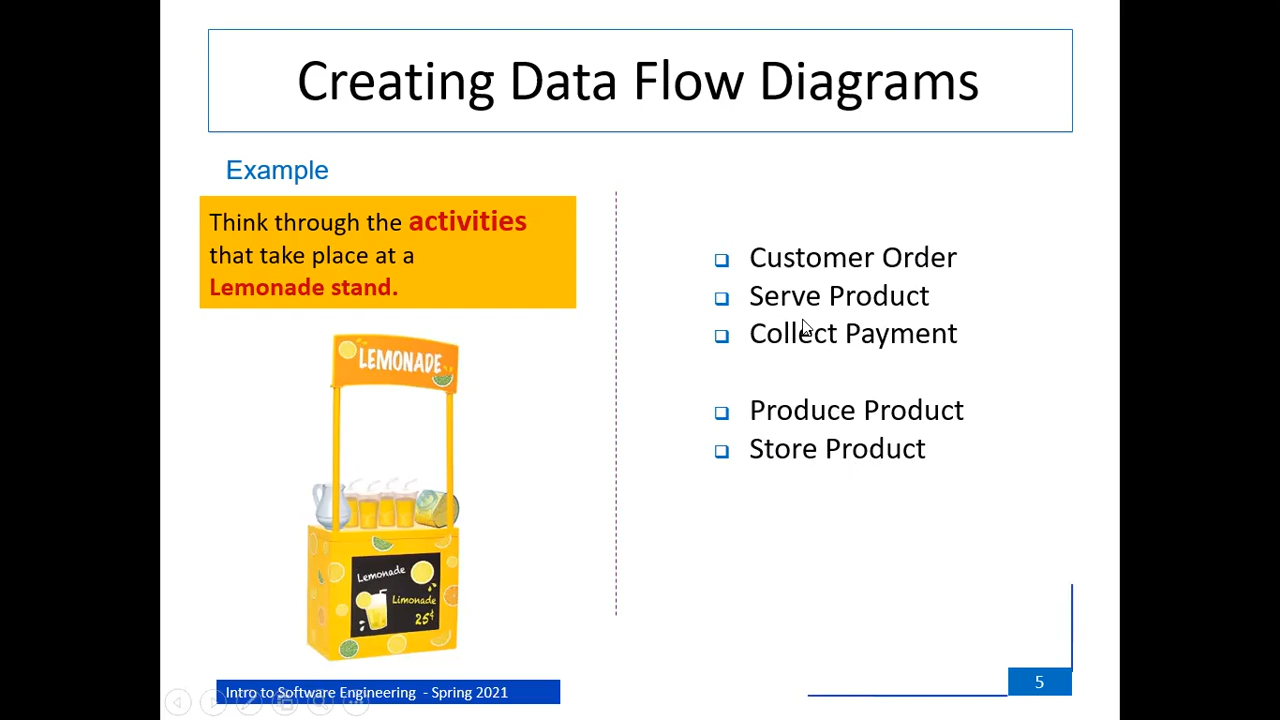 Creating Data Flow Diagrams
Example
Think through the activities
that take place at a
Lemonade stand.
LEMONADE
Lemonade
Limonade
25¢
Customer Order
Serve Product
Collect Payment
Produce Product
Store Product
Intro to Software Engineering - Spring 2021
5